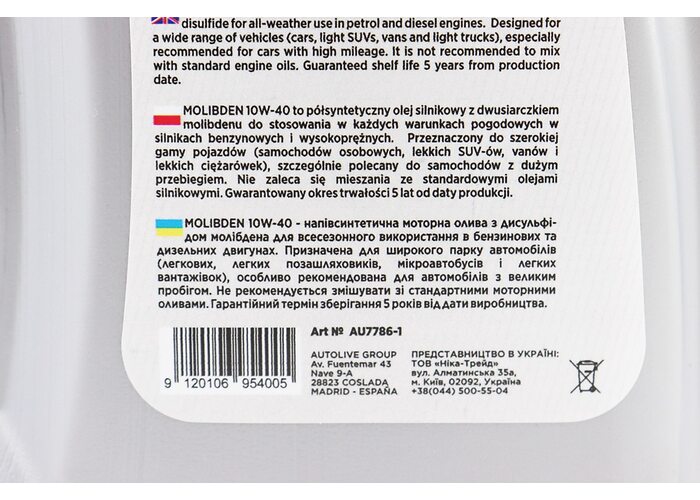 disulfide for all-weather use in petrol and diesel engines. Designed for
a wide range of vehicles (cars, light SUVs, vans and light trucks), especially
recommended for cars with high mileage. It is not recommended to mix
with standard engine oils. Guaranteed shelf life 5 years from production
date.
MOLIBDEN 10W-40 to półsyntetyczny olej silnikowy z dwusiarczkiem
molibdenu do stosowania w każdych warunkach pogodowych w
silnikach benzynowych i wysokoprężnych. Przeznaczony do szerokiej
gamy pojazdów (samochodów osobowych, lekkich SUV-ów, vanów i
lekkich ciężarówek), szczególnie polecany do samochodów z dużym
przebiegiem. Nie zaleca się mieszania ze standardowymi olejami
silnikowymi. Gwarantowany okres trwałości 5 lat od daty produkcji.
MOLIBDEN 10W-40 - напівсинтетична моторна олива з дисульфі-
дом молібдена для всесезонного використання в бензинових та
дизельних двигунах. Призначена для широкого парку автомобілів
(легкових, легких позашляховиків, мікроавтобусів і легких
вантажівок), особливо рекомендована для автомобілів з великим
пробігом. Не рекомендується змішувати зі стандартними моторними
оливами. Гарантійний термін зберігання 5 років від дати виробництва.
Art № AU7786-1
AUTOLIVE GROUP
Av. Fuentemar 43
Nave 9-A
28823 COSLADA
MADRID - ESPAÑA
ПРЕДСТАВНИЦТВО В УКРАЇНІ:
ТОВ «Ніка-Трейд»
вул. Алматинська 35а,
м. Київ, 02092, Україна
+38(044) 500-55-04
9 120106 954005